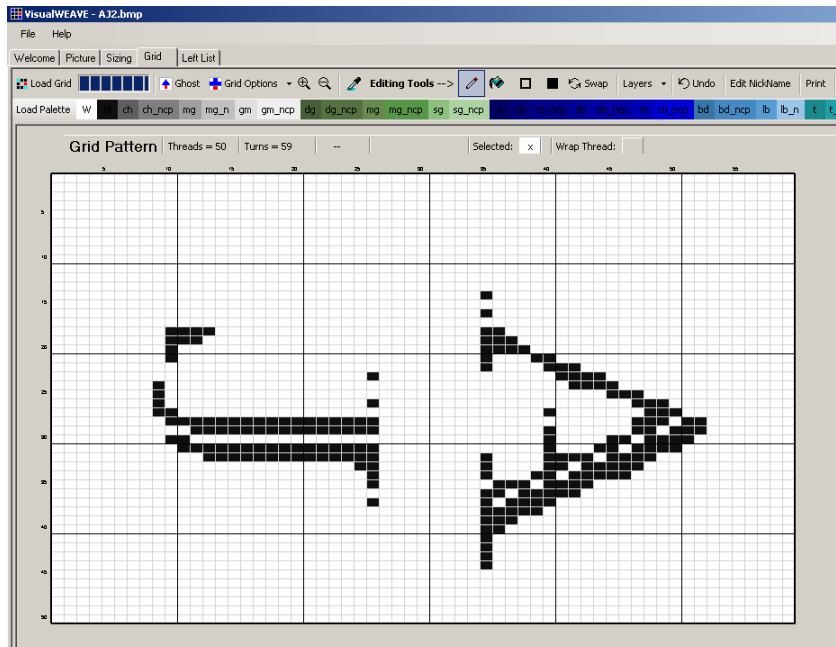 VisualWEAVE - AJ2.bmp
File Help
Welcome Picture Sizing Grid Left List
Load Grid Ghost Grid Options Editing Tools --> Swap Layers Undo Edit NickName Print
Load Palette W ch ch_ncp mg mg_n gm gm_ncp dg dg_ncp mg mg_ncp sg sg_ncp bd bd_ncp lb lb_n t t_
Grid Pattern Threads = 50 Turns = 59 -- Selected: x Wrap Thread:
5 10 15 20 25 30 35 40 45 50 55
5
10
15
20
25
30
35
40
45
50